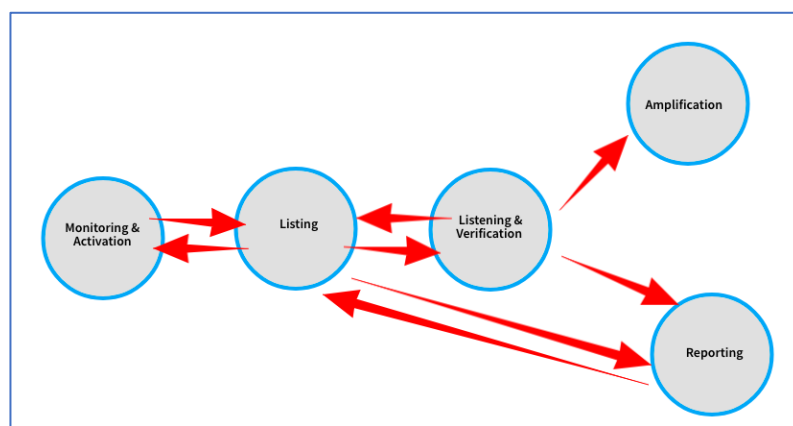 Amplification
Monitoring &
Activation
Listing
Listening &
Verification
Reporting